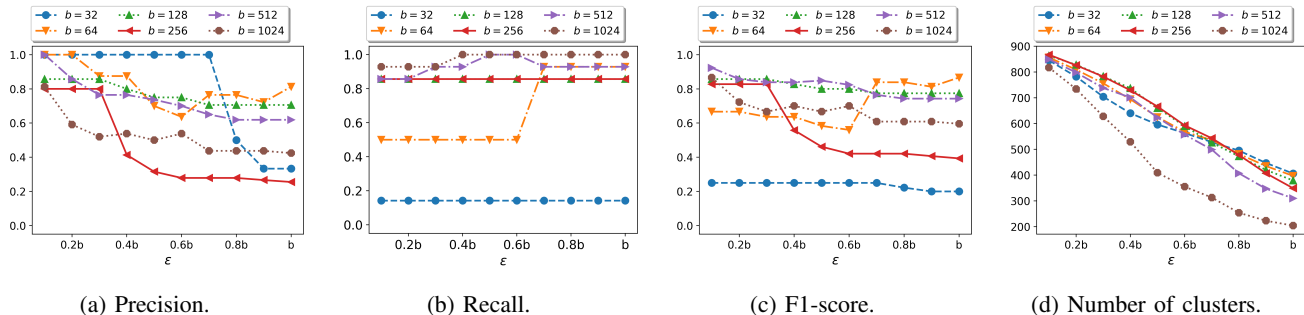 b = 32 b = 128 b = 512
b = 64 b = 256 b = 1024
1.0
0.8
0.6
0.4
0.2
0.0
0.2b 0.4b 0.6b 0.8b b
ε
(a) Precision.
b = 32 b = 128 b = 512
b = 64 b = 256 b = 1024
1.0
0.8
0.6
0.4
0.2
0.0
0.2b 0.4b 0.6b 0.8b b
ε
(b) Recall.
b = 32 b = 128 b = 512
b = 64 b = 256 b = 1024
1.0
0.8
0.6
0.4
0.2
0.0
0.2b 0.4b 0.6b 0.8b b
ε
(c) F1-score.
b = 32 b = 128 b = 512
b = 64 b = 256 b = 1024
900
800
700
600
500
400
300
200
0.2b 0.4b 0.6b 0.8b b
ε
(d) Number of clusters.